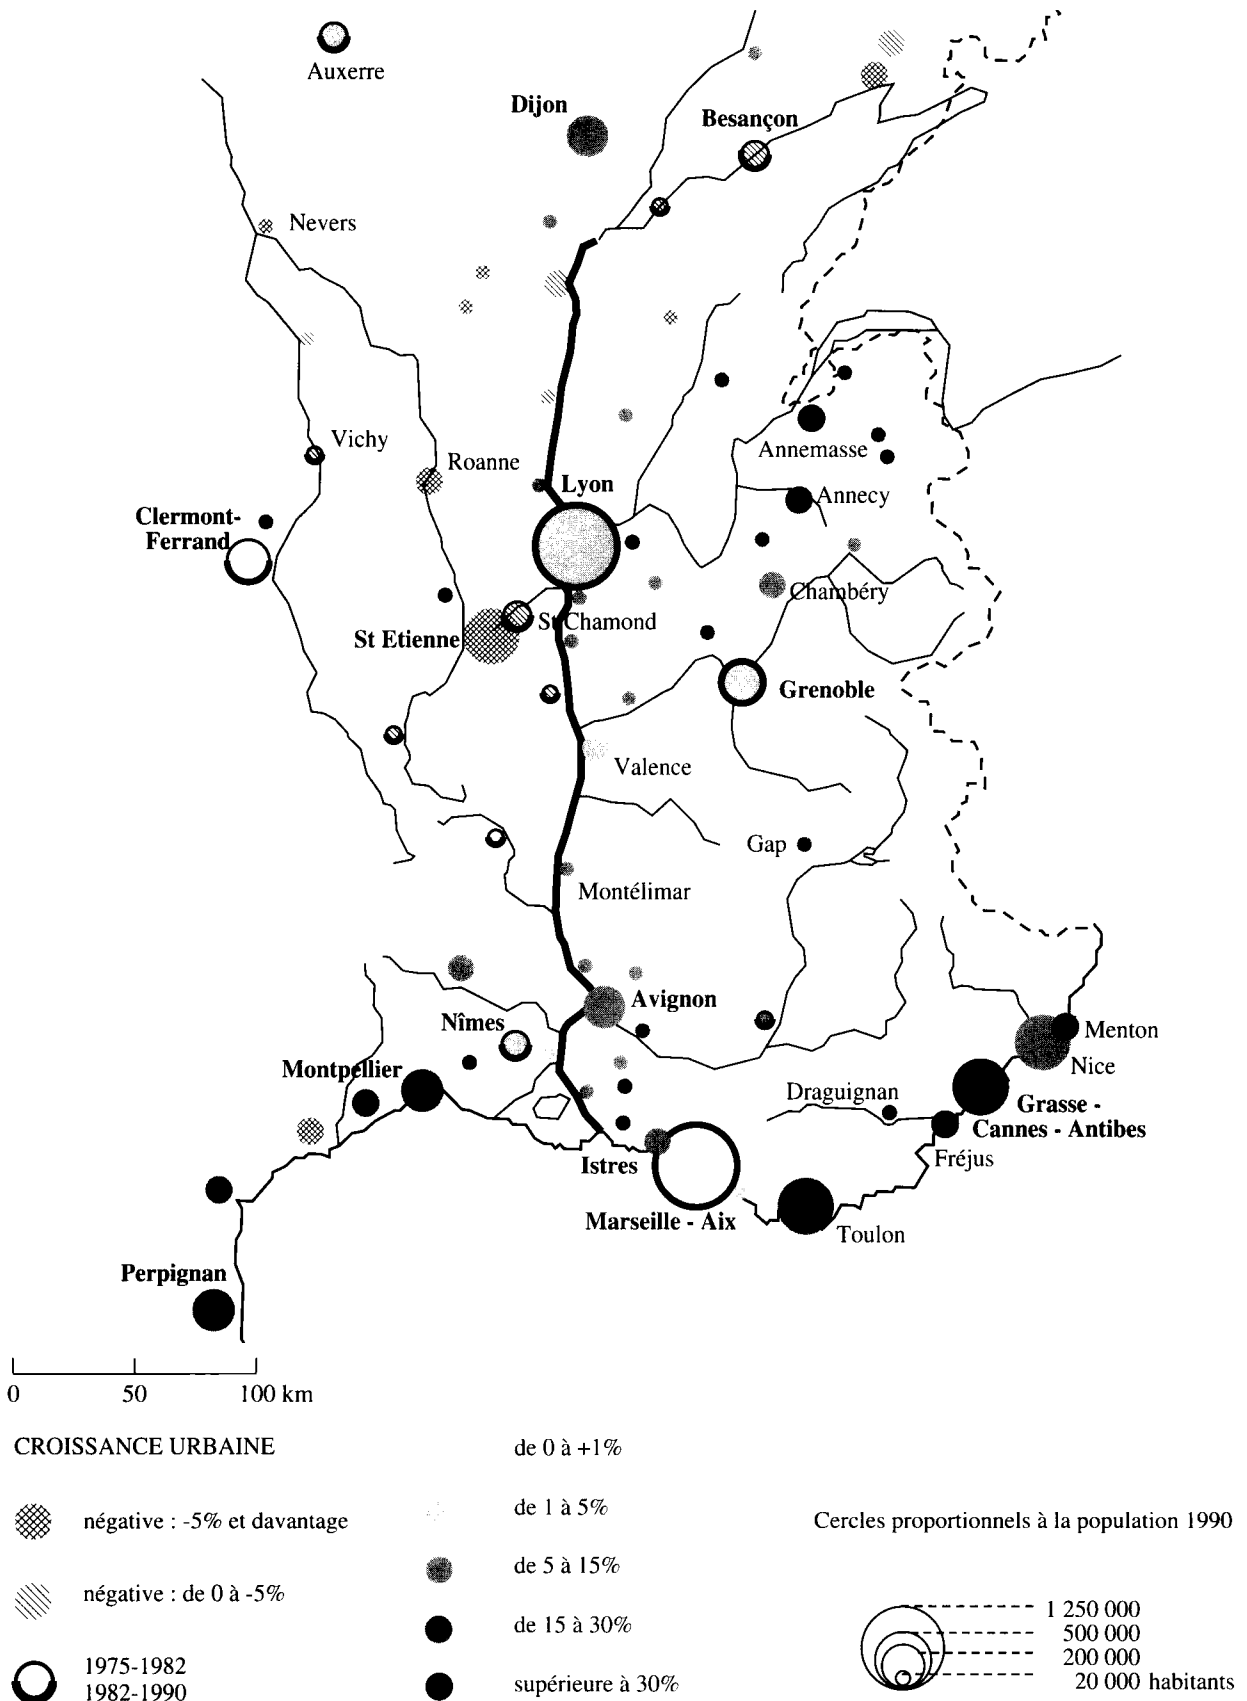 Auxerre
Dijon
Besançon
Nevers
Vichy
Roanne
Lyon
Annemasse
Annecy
Clermont-
Ferrand
Chambéry
St Chamond
St Etienne
Grenoble
Valence
Gap
Montélimar
Avignon
Nîmes
Menton
Nice
Montpellier
Draguignan
Grasse -
Cannes - Antibes
Fréjus
Istres
Marseille - Aix
Toulon
Perpignan
0 50 100 km
CROISSANCE URBAINE
négative : -5% et davantage
négative : de 0 à -5%
1975-1982
1982-1990
de 0 à +1%
de 1 à 5%
de 5 à 15%
de 15 à 30%
supérieure à 30%
Cercles proportionnels à la population 1990
1 250 000
500 000
200 000
20 000 habitants